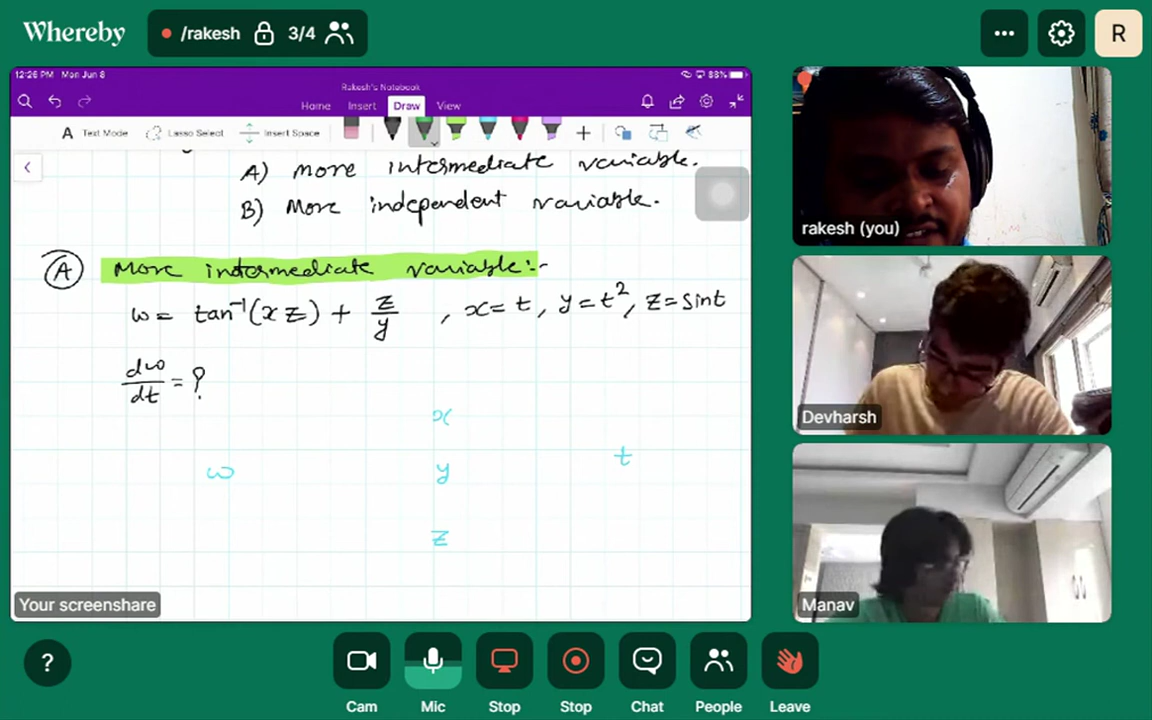 Whereby
/rakesh 3/4
R
12:26 PM Mon Jun 8
88%
Rakesh's Notebook
Home Insert Draw View
A Text Mode Lasso Select Insert Space
A) More intermediate variable.
B) More independent variable.
A More intermediate variable:-
ω = tan⁻¹(xz) + z/y , x=t, y=t², z=sint
dω/dt = ?
x
ω y t
z
Your screenshare
rakesh (you)
Devharsh
Manav
?
Cam Mic Stop Stop Chat People Leave